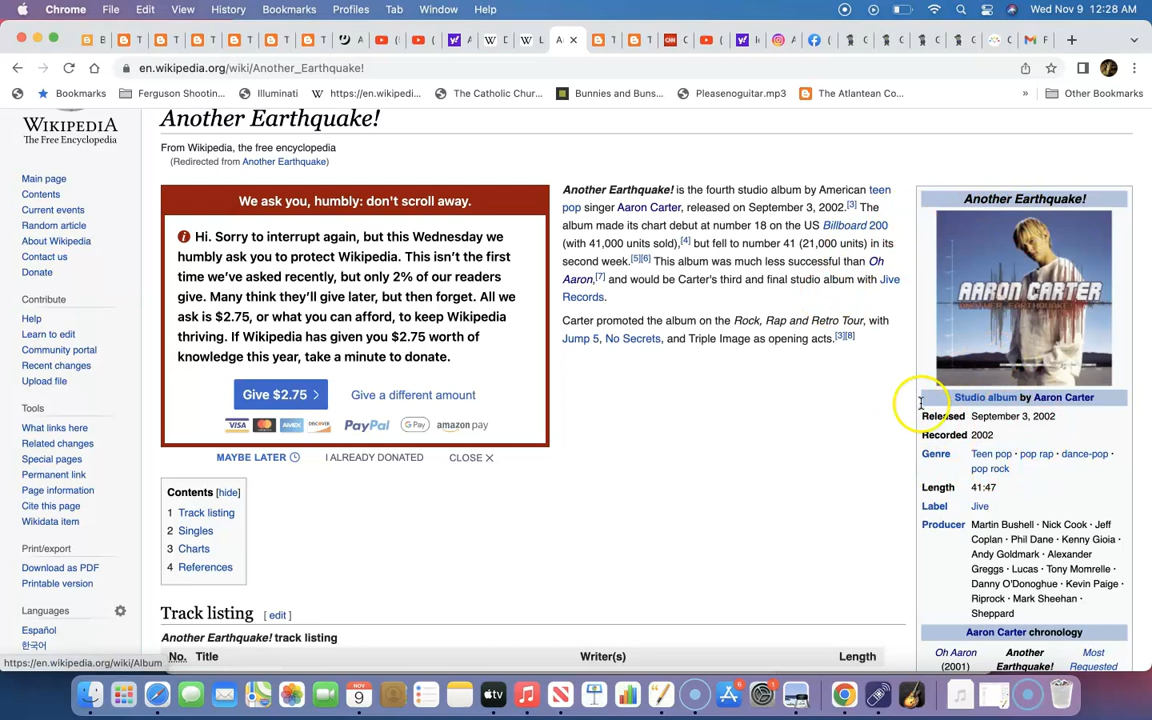 Chrome File Edit View History Bookmarks Profiles Tab Window Help Wed Nov 9 12:28 AM
en.wikipedia.org/wiki/Another_Earthquake!
Bookmarks Ferguson Shootin... Illuminati https://en.wikipedi... The Catholic Chur... Bunnies and Buns... Pleasenoguitar.mp3 The Atlantean Co... » Other Bookmarks
WIKIPEDIA
The Free Encyclopedia
Main page
Contents
Current events
Random article
About Wikipedia
Contact us
Donate
Contribute
Help
Learn to edit
Community portal
Recent changes
Upload file
Tools
What links here
Related changes
Special pages
Permanent link
Page information
Cite this page
Wikidata item
Print/export
Download as PDF
Printable version
Languages
Español
한국어
https://en.wikipedia.org/wiki/Album
Another Earthquake!
From Wikipedia, the free encyclopedia
(Redirected from Another Earthquake)
We ask you, humbly: don't scroll away.
Hi. Sorry to interrupt again, but this Wednesday we
humbly ask you to protect Wikipedia. This isn't the first
time we've asked recently, but only 2% of our readers
give. Many think they'll give later, but then forget. All we
ask is $2.75, or what you can afford, to keep Wikipedia
thriving. If Wikipedia has given you $2.75 worth of
knowledge this year, take a minute to donate.
Give $2.75 Give a different amount
VISA AMEX DISCOVER PayPal G Pay amazon pay
MAYBE LATER I ALREADY DONATED CLOSE
Another Earthquake! is the fourth studio album by American teen
pop singer Aaron Carter, released on September 3, 2002.[3] The
album made its chart debut at number 18 on the US Billboard 200
(with 41,000 units sold),[4] but fell to number 41 (21,000 units) in its
second week.[5][6] This album was much less successful than Oh
Aaron,[7] and would be Carter's third and final studio album with Jive
Records.
Carter promoted the album on the Rock, Rap and Retro Tour, with
Jump 5, No Secrets, and Triple Image as opening acts.[3][8]
Contents [hide]
1 Track listing
2 Singles
3 Charts
4 References
Track listing [ edit ]
Another Earthquake! track listing
No. Title Writer(s) Length
Another Earthquake!
AARON CARTER
ANOTHER EARTHQUAKE!
Studio album by Aaron Carter
Released September 3, 2002
Recorded 2002
Genre Teen pop · pop rap · dance-pop ·
pop rock
Length 41:47
Label Jive
Producer Martin Bushell · Nick Cook · Jeff
Coplan · Phil Dane · Kenny Gioia ·
Andy Goldmark · Alexander
Greggs · Lucas · Tony Momrelle ·
Danny O'Donoghue · Kevin Paige ·
Riprock · Mark Sheehan ·
Sheppard
Aaron Carter chronology
Oh Aaron Another Most
(2001) Earthquake! Requested